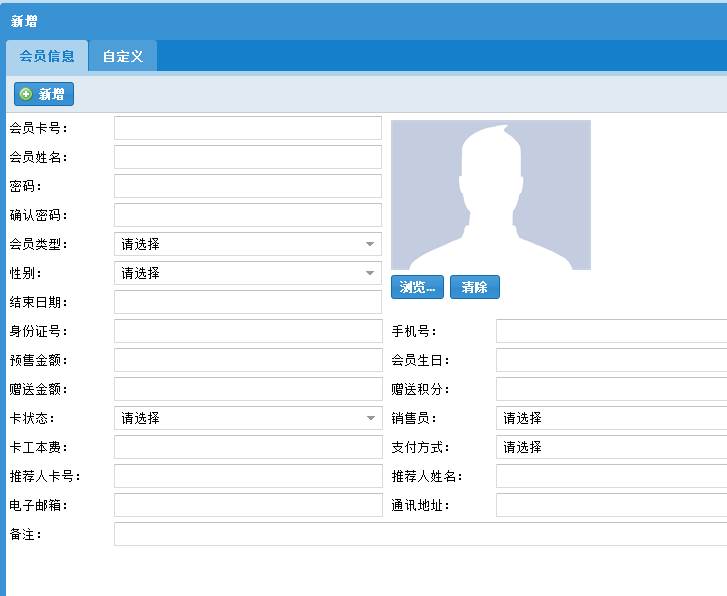 新增
会员信息 自定义
新增
会员卡号：
会员姓名：
密码：
确认密码：
会员类型： 请选择
性别： 请选择
浏览... 清除
结束日期：
身份证号： 手机号：
预售金额： 会员生日：
赠送金额： 赠送积分：
卡状态： 请选择 销售员： 请选择
卡工本费： 支付方式： 请选择
推荐人卡号： 推荐人姓名：
电子邮箱： 通讯地址：
备注：